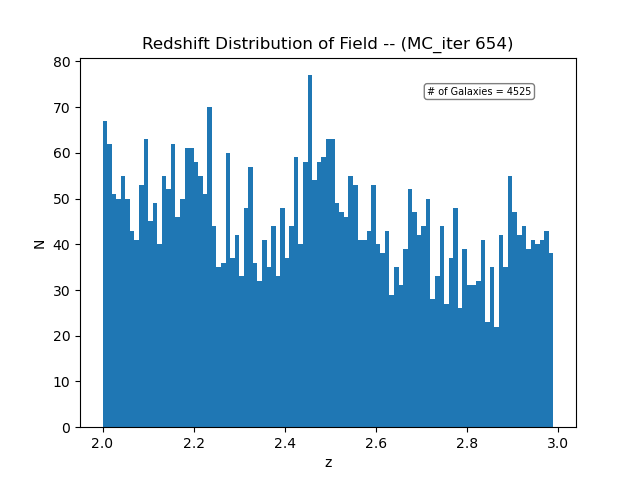 Redshift Distribution of Field -- (MC_iter 654)
# of Galaxies = 4525
80
70
60
50
40
30
20
10
0
N
2.0 2.2 2.4 2.6 2.8 3.0
z